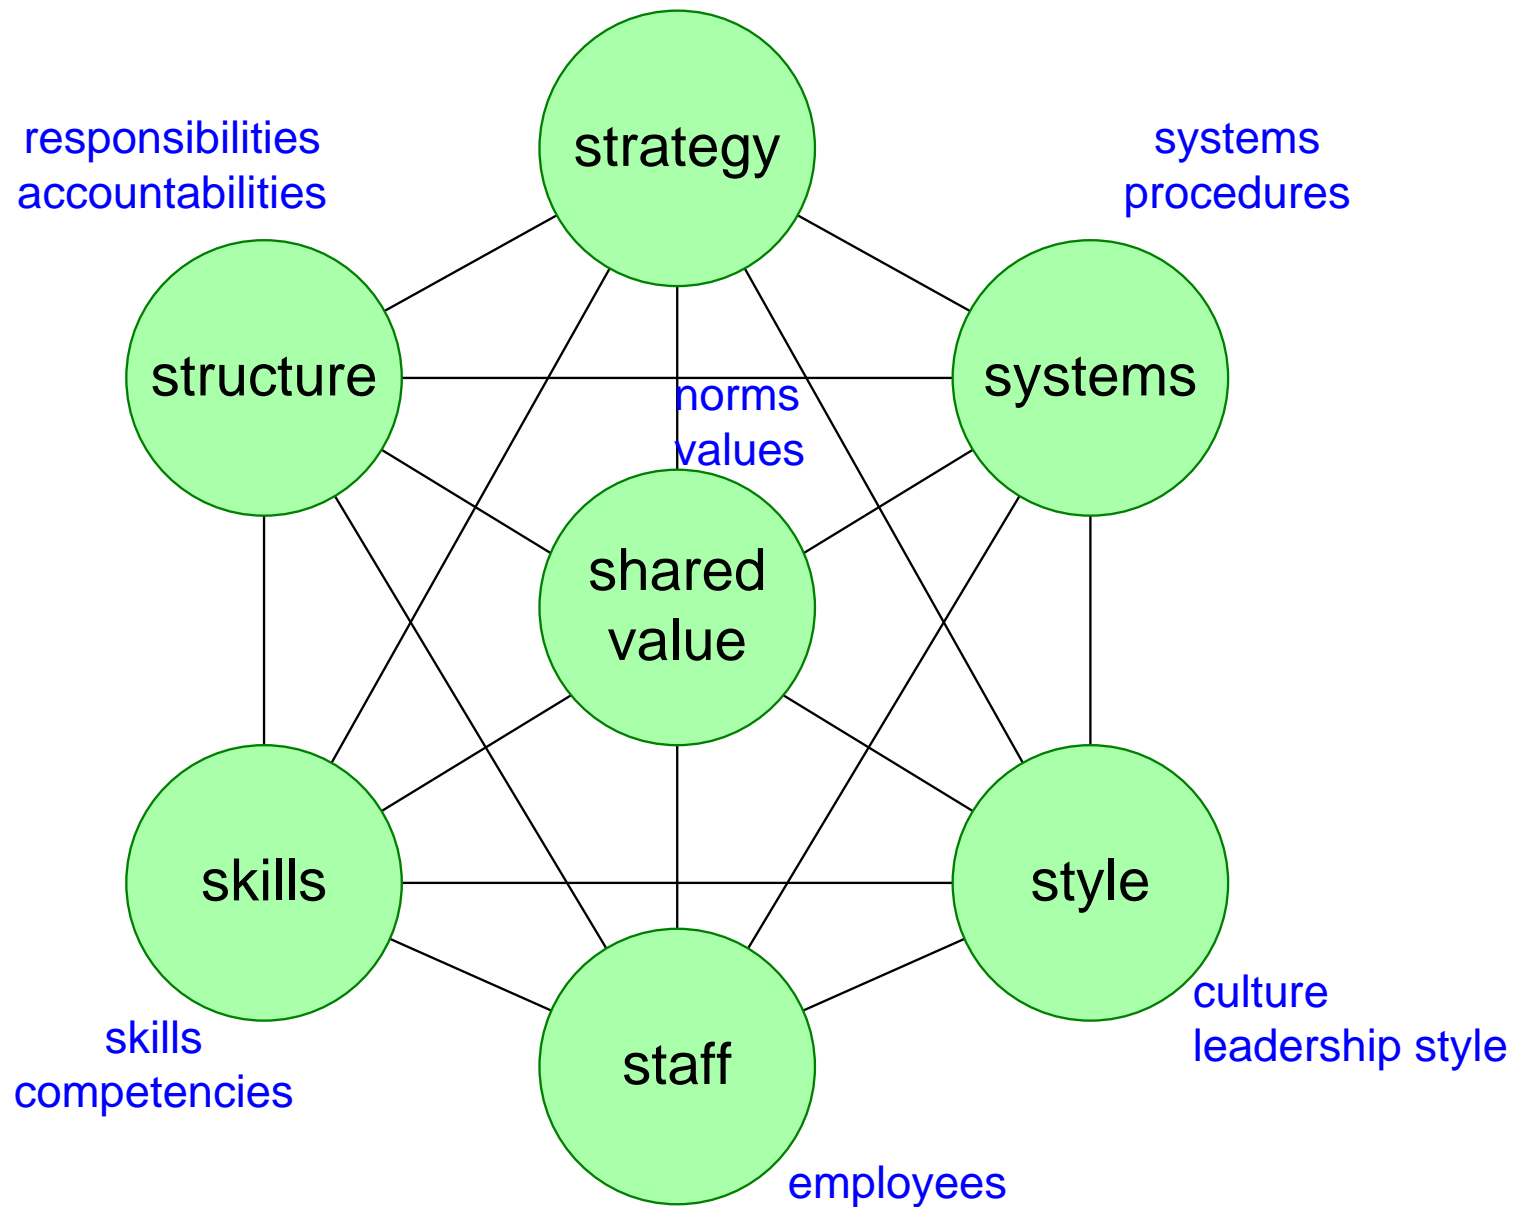 strategy
responsibilities
accountabilities
systems
procedures
structure
systems
norms
values
shared
value
skills
style
skills
competencies
staff
culture
leadership style
employees